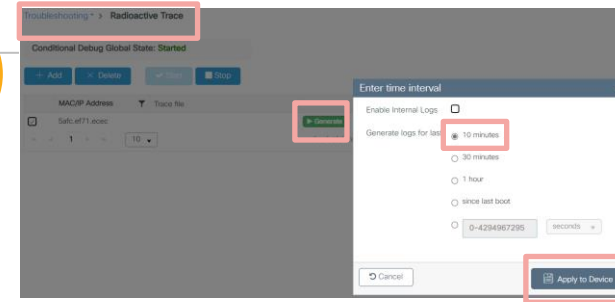 Troubleshooting > Radioactive Trace
Conditional Debug Global State: Started
+ Add × Delete ✓ Start Stop
Enter time interval
MAC/IP Address Trace file
Enable Internal Logs
5afc.ef71.ecec
Generate
Generate logs for last
10 minutes
1 10
30 minutes
1 hour
since last boot
0-4294967295 seconds
Cancel
Apply to Device